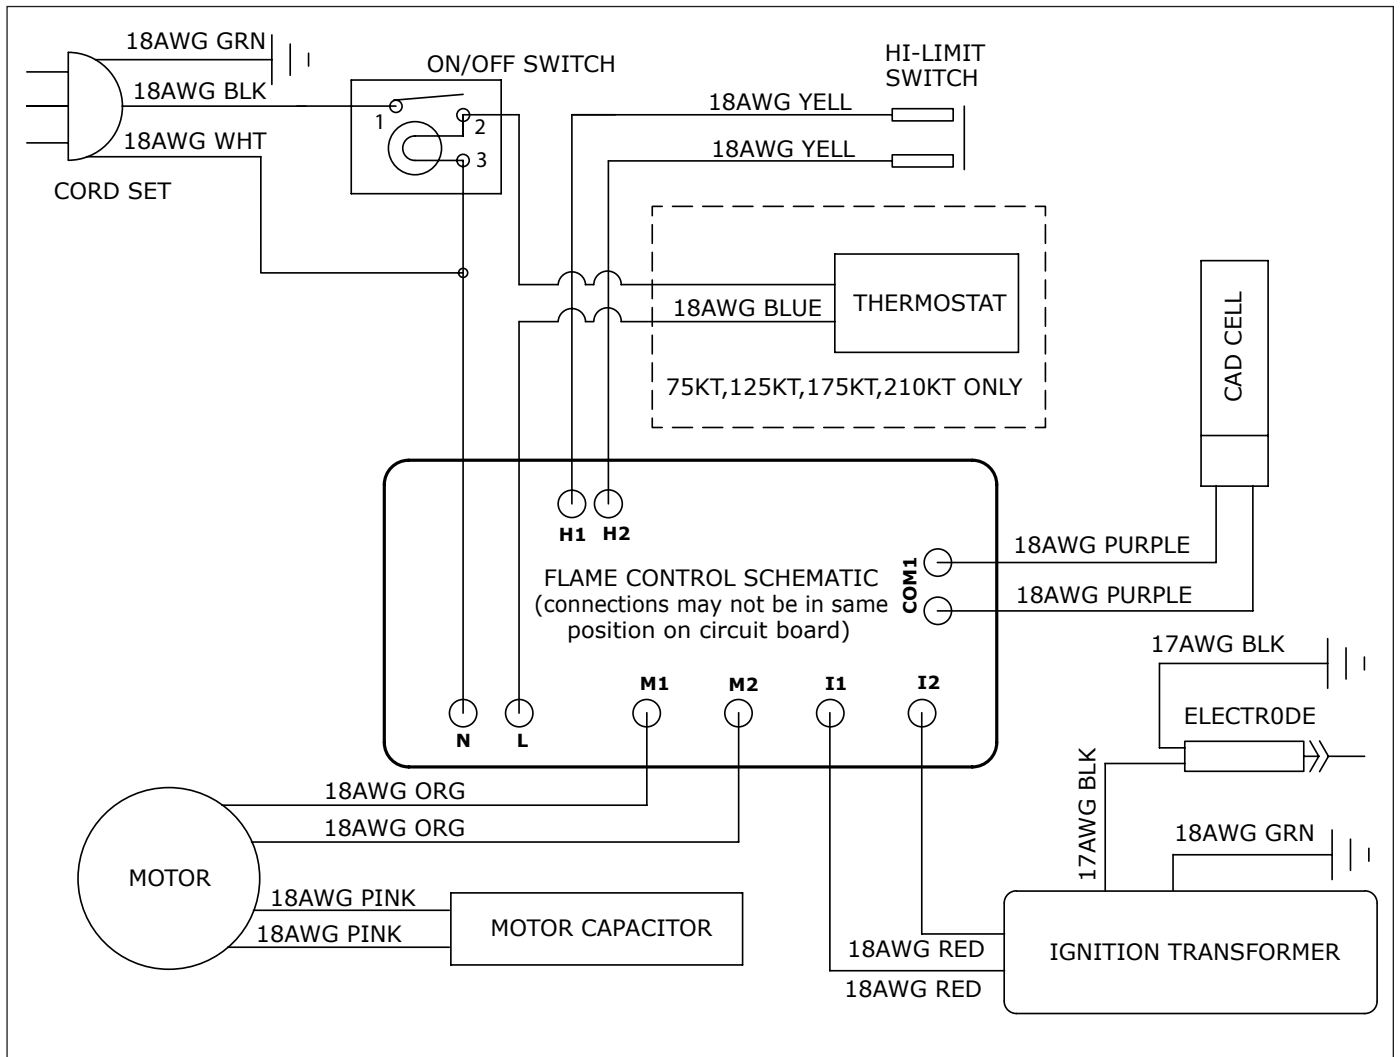 18AWG GRN
18AWG BLK
18AWG WHT
CORD SET
ON/OFF SWITCH
1
2
3
HI-LIMIT
SWITCH
18AWG YELL
18AWG YELL
THERMOSTAT
18AWG BLUE
75KT,125KT,175KT,210KT ONLY
CAD CELL
H1
H2
FLAME CONTROL SCHEMATIC
(connections may not be in same
position on circuit board)
COM1
18AWG PURPLE
18AWG PURPLE
N
L
M1
M2
I1
I2
17AWG BLK
ELECTR0DE
17AWG BLK
18AWG GRN
18AWG ORG
18AWG ORG
MOTOR
18AWG PINK
18AWG PINK
MOTOR CAPACITOR
18AWG RED
18AWG RED
IGNITION TRANSFORMER